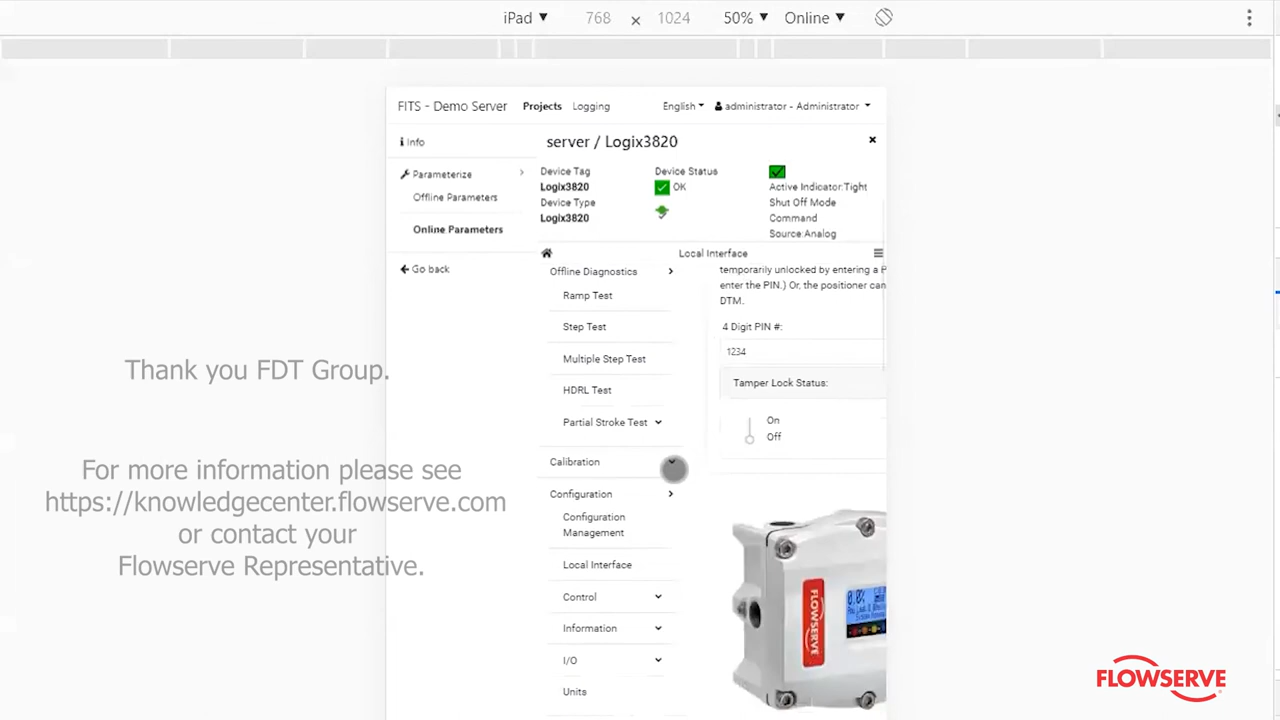 iPad 768 × 1024 50% Online
FITS - Demo Server Projects Logging English administrator - Administrator
Info
Parameterize
Offline Parameters
Online Parameters
Go back
server / Logix3820
Device Tag
Logix3820
Device Type
Logix3820
Device Status
OK
Active Indicator:Tight
Shut Off Mode
Command
Source:Analog
Local Interface
Offline Diagnostics
Ramp Test
Step Test
Multiple Step Test
HDRL Test
Partial Stroke Test
Calibration
Configuration
Configuration
Management
Local Interface
Control
Information
I/O
Units
temporarily unlocked by entering a P
enter the PIN.) Or, the positioner can
DTM.
4 Digit PIN #:
1234
Tamper Lock Status:
On
Off
FLOWSERVE
0.0%
Thank you FDT Group.
For more information please see
https://knowledgecenter.flowserve.com
or contact your
Flowserve Representative.
FLOWSERVE